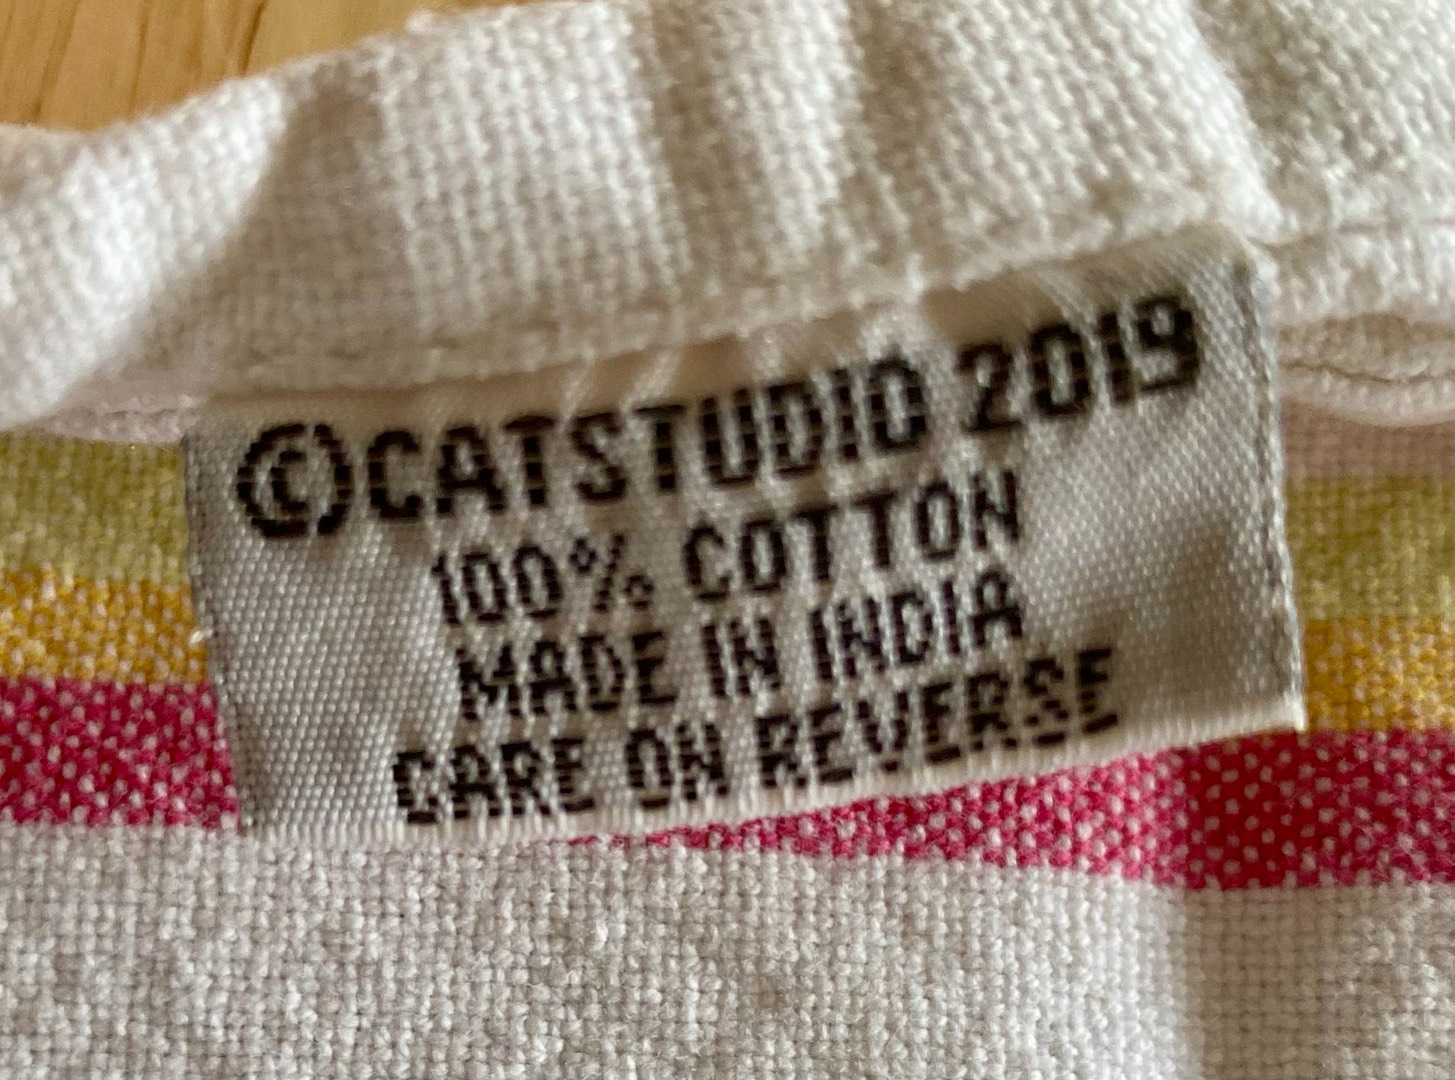 ©CATSTUDIO 2019
100% COTTON
MADE IN INDIA
CARE ON REVERSE